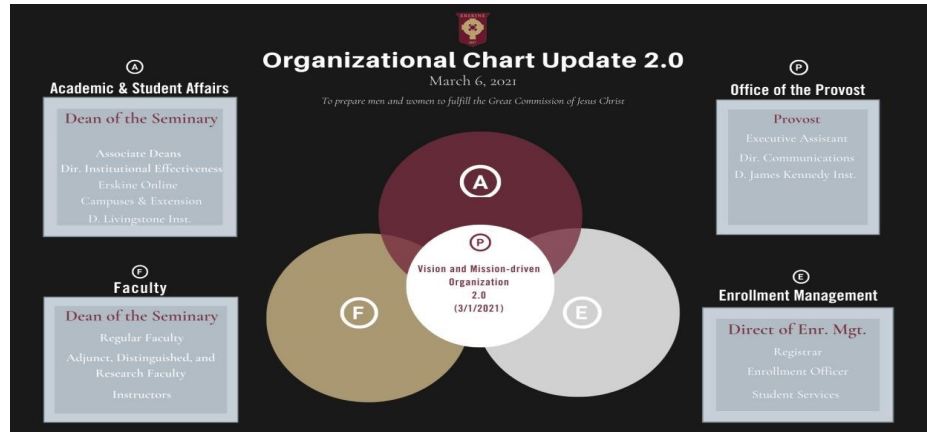 ERSKINE
Organizational Chart Update 2.0
March 6, 2021
To prepare men and women to fulfill the Great Commission of Jesus Christ
A
Academic & Student Affairs
Dean of the Seminary
Associate Deans
Dir. Institutional Effectiveness
Erskine Online
Campuses & Extension
D. Livingstone Inst.
F
Faculty
Dean of the Seminary
Regular Faculty
Adjunct, Distinguished, and
Research Faculty
Instructors
A
P
Vision and Mission-driven
Organization
2.0
(3/1/2021)
F
E
P
Office of the Provost
Provost
Executive Assistant
Dir. Communications
D. James Kennedy Inst.
E
Enrollment Management
Direct of Enr. Mgt.
Registrar
Enrollment Officer
Student Services